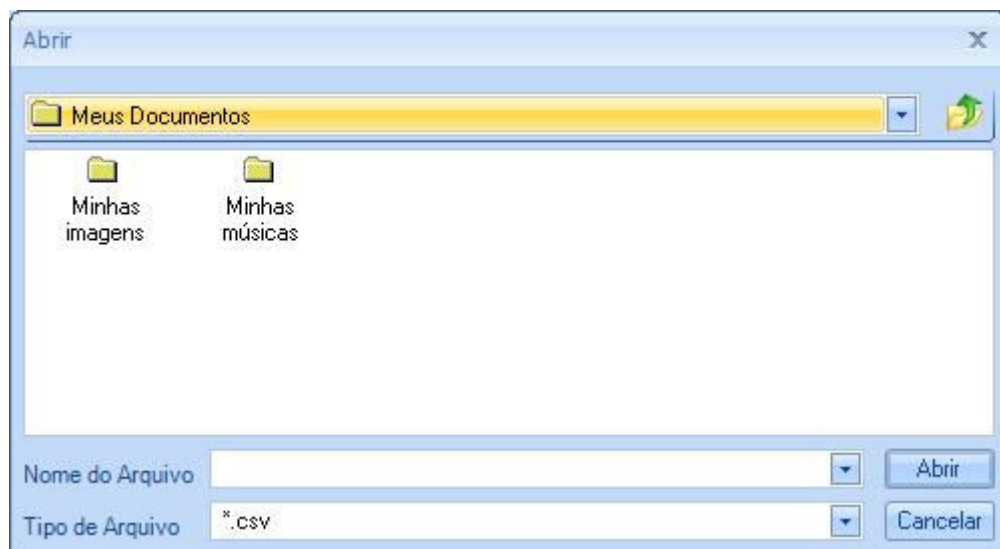 Abrir
Meus Documentos
Minhas imagens
Minhas músicas
Nome do Arquivo
Abrir
Tipo de Arquivo
*.csv
Cancelar